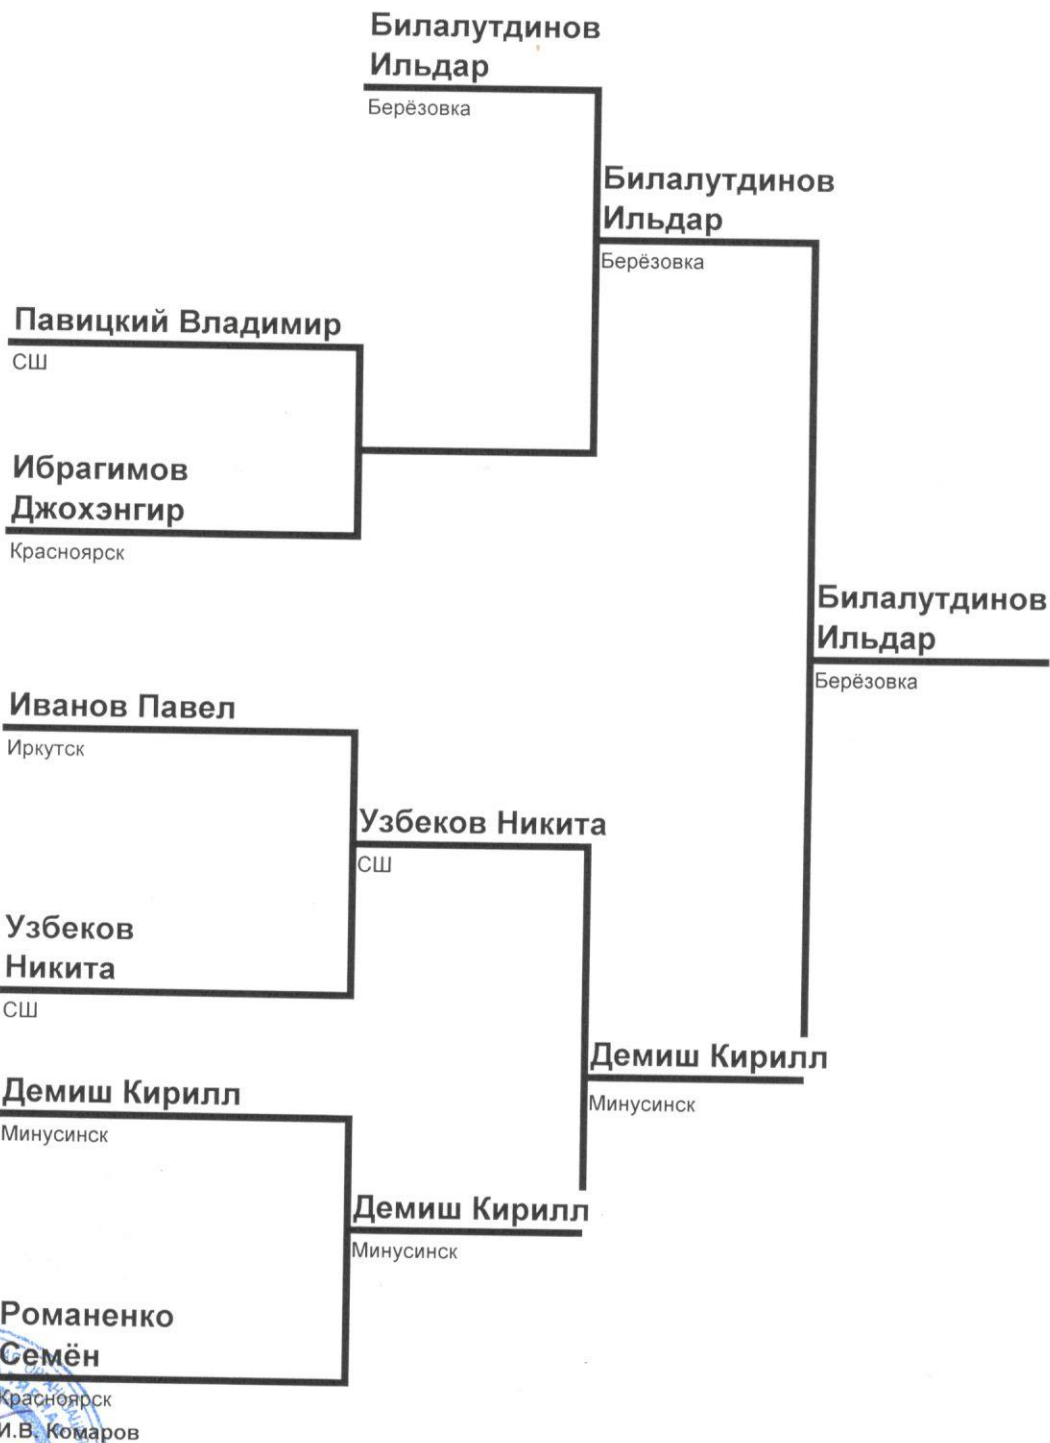 Билалутдинов
Ильдар
Берёзовка
Билалутдинов
Ильдар
Берёзовка
Павицкий Владимир
СШ
Ибрагимов
Джохэнгир
Красноярск
Билалутдинов
Ильдар
Берёзовка
Иванов Павел
Иркутск
Узбеков Никита
СШ
Узбеков
Никита
СШ
Демиш Кирилл
Минусинск
Демиш Кирилл
Минусинск
Демиш Кирилл
Минусинск
Романенко
Семён
Красноярск
И.В. Комаров